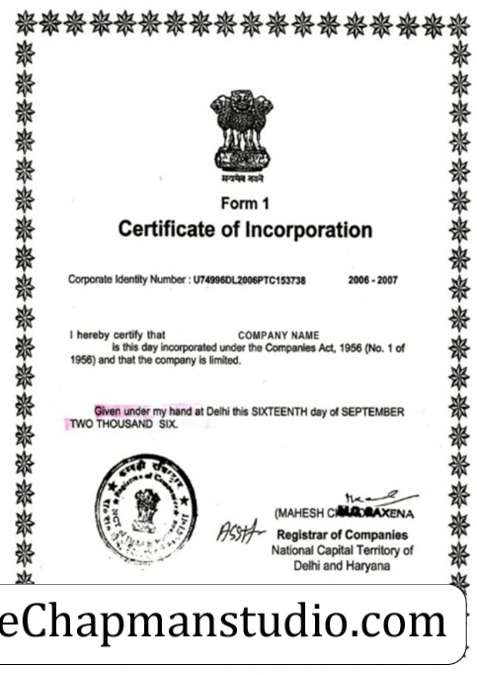 सत्यमेव जयते
Form 1
Certificate of Incorporation
Corporate Identity Number : U74996DL2006PTC153738 2006 - 2007
I hereby certify that COMPANY NAME
is this day incorporated under the Companies Act, 1956 (No. 1 of
1956) and that the company is limited.
Given under my hand at Delhi this SIXTEENTH day of SEPTEMBER
TWO THOUSAND SIX.
(MAHESH
AXENA
Registrar of Companies
National Capital Territory of
Delhi and Haryana
eChapmanstudio.com